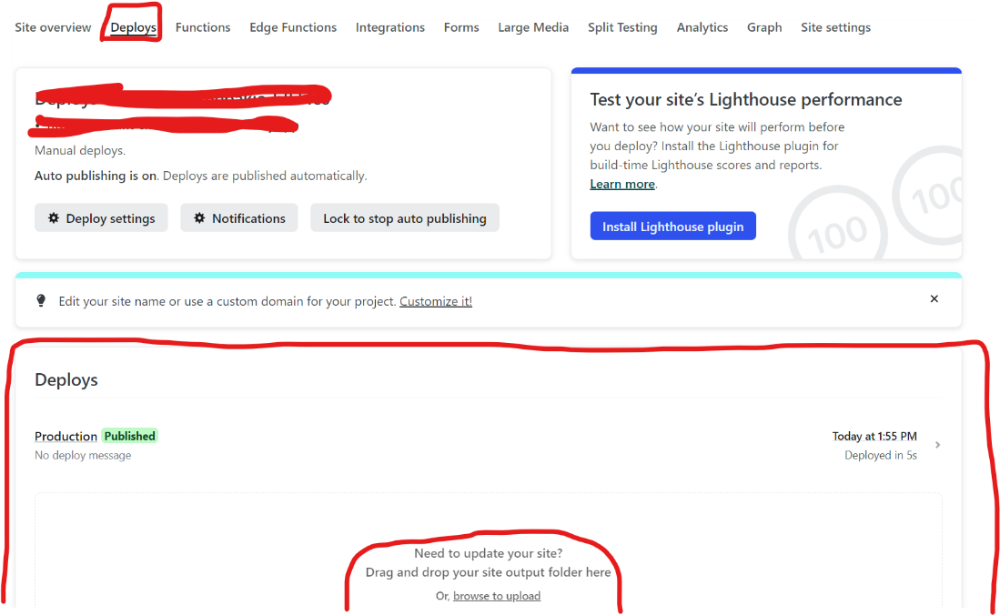 Site overview Deploys Functions Edge Functions Integrations Forms Large Media Split Testing Analytics Graph Site settings
Deploys
Manual deploys.
Auto publishing is on. Deploys are published automatically.
Deploy settings Notifications Lock to stop auto publishing
Test your site’s Lighthouse performance
Want to see how your site will perform before
you deploy? Install the Lighthouse plugin for
build-time Lighthouse scores and reports.
Learn more.
Install Lighthouse plugin
100
100
Edit your site name or use a custom domain for your project. Customize it!
Deploys
Production Published
No deploy message
Today at 1:55 PM
Deployed in 5s
Need to update your site?
Drag and drop your site output folder here
Or, browse to upload